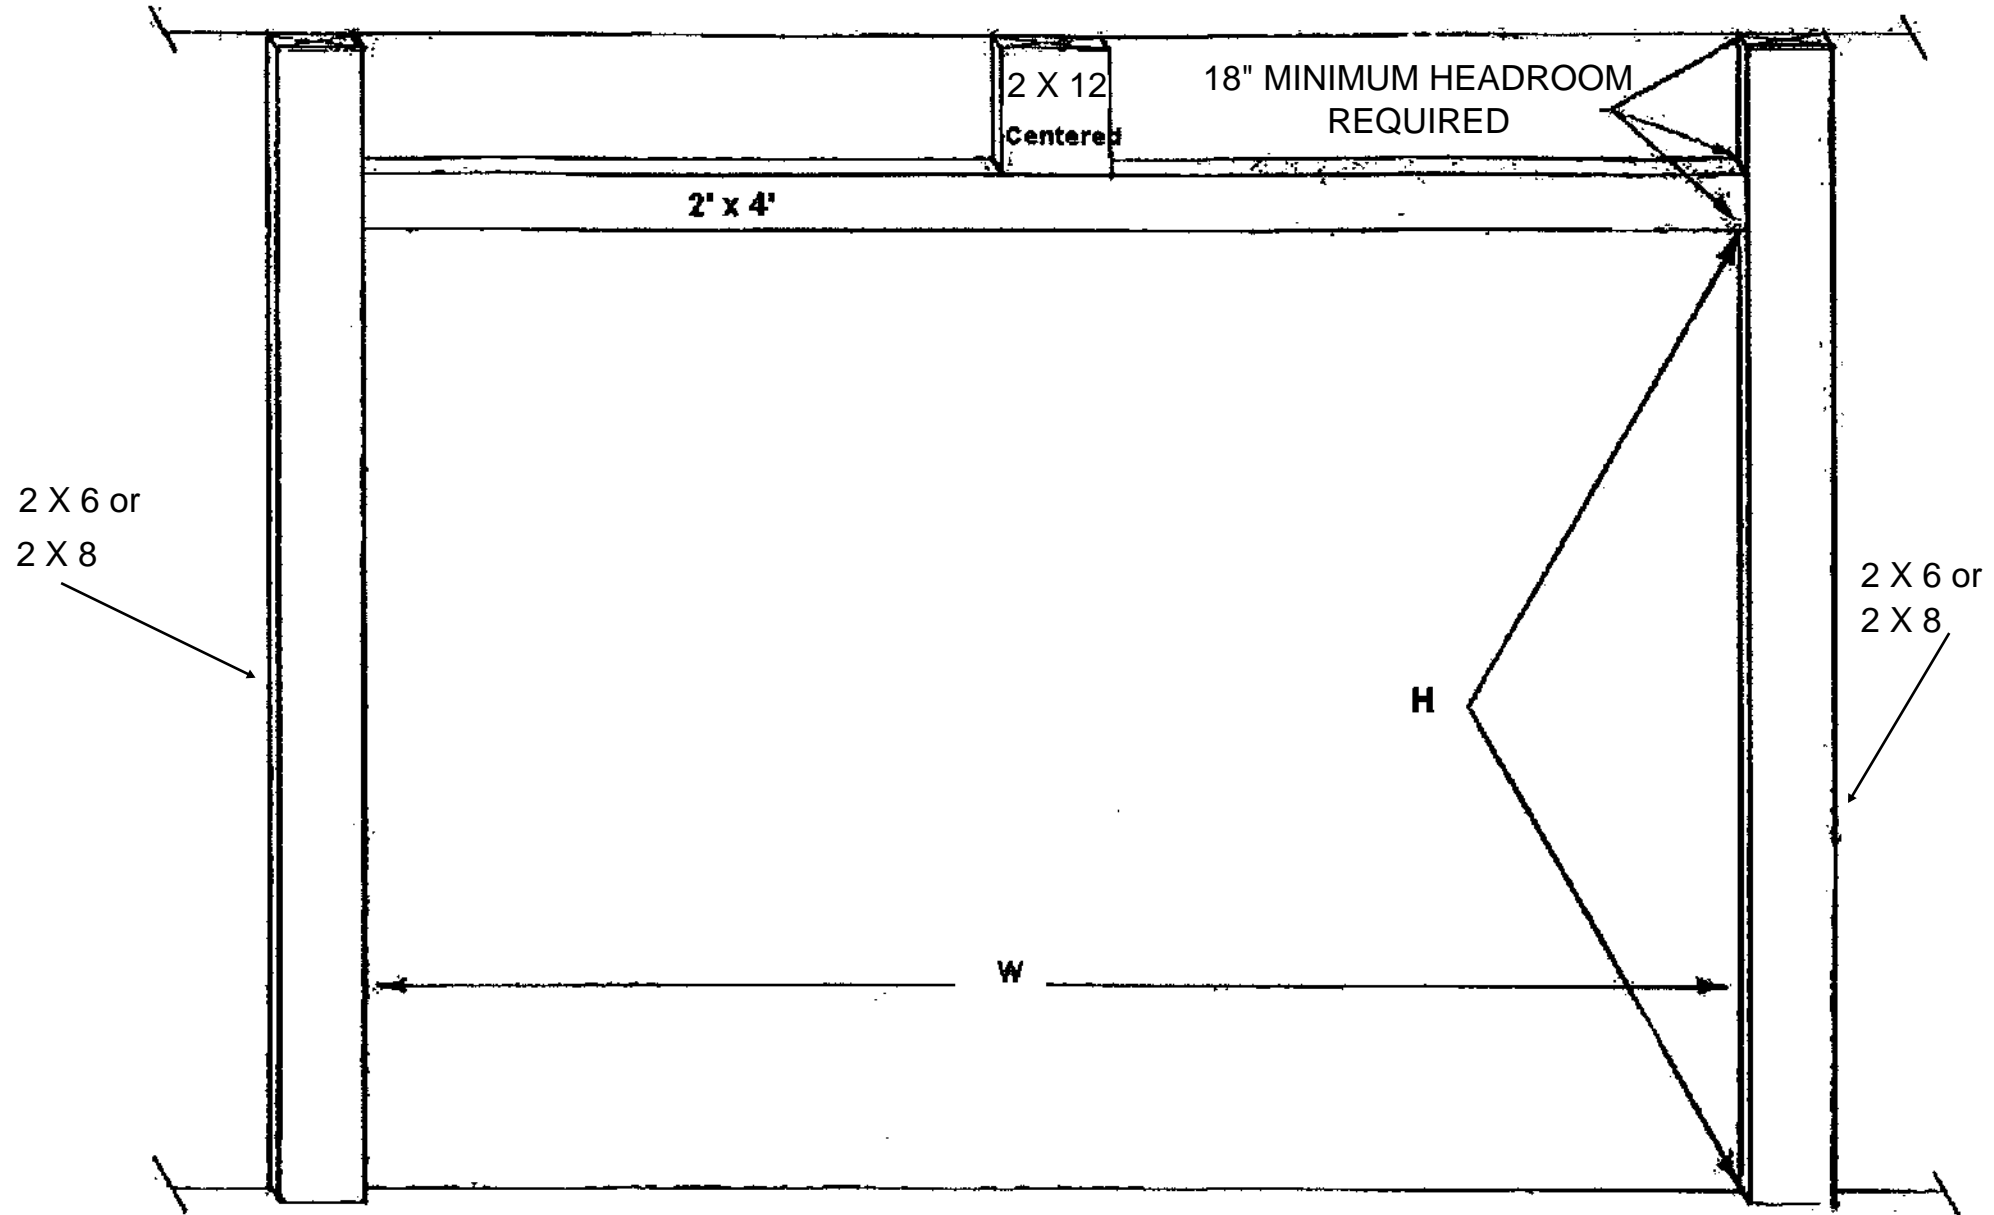 2 X 12
Centered
18" MINIMUM HEADROOM
REQUIRED
2' x 4'
2 X 6 or
2 X 8
2 X 6 or
2 X 8
H
W